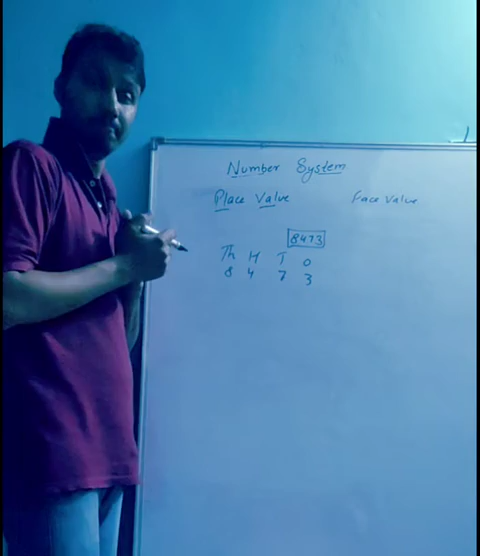 Number System
Place Value Face Value
8473
Th H T O
8 4 7 3